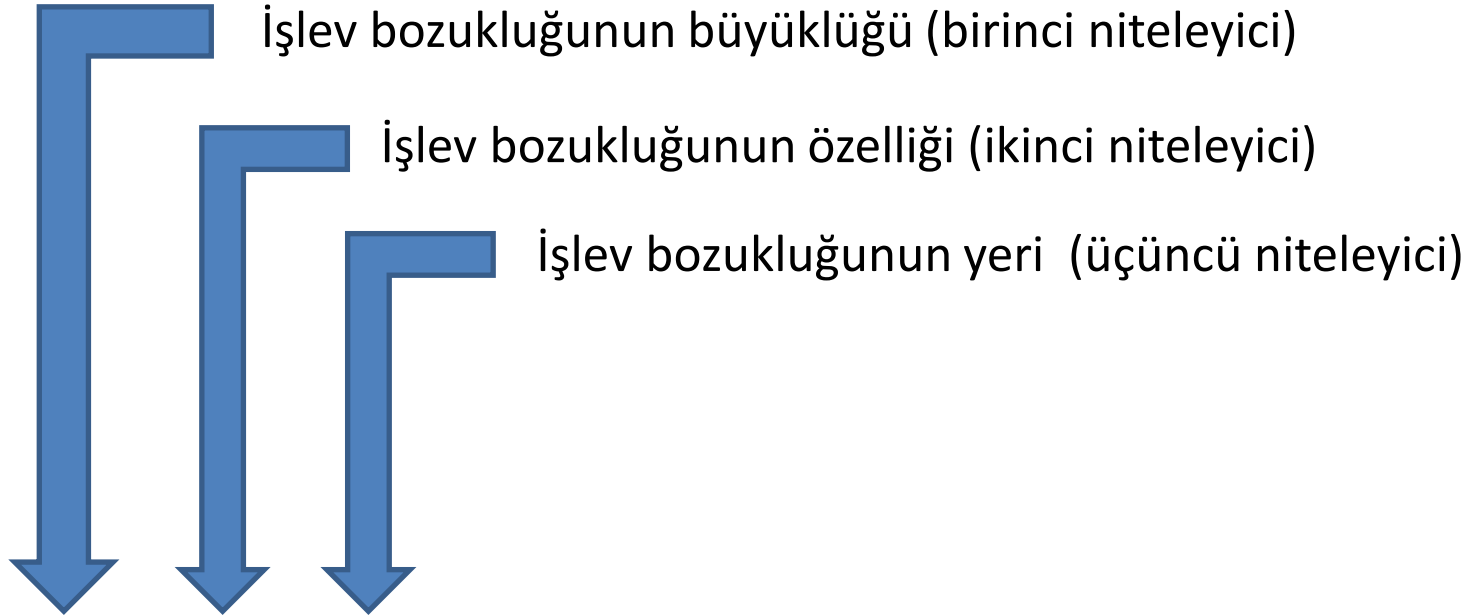 İşlev bozukluğunun büyüklüğü (birinci niteleyici)
İşlev bozukluğunun özelliği (ikinci niteleyici)
İşlev bozukluğunun yeri (üçüncü niteleyici)